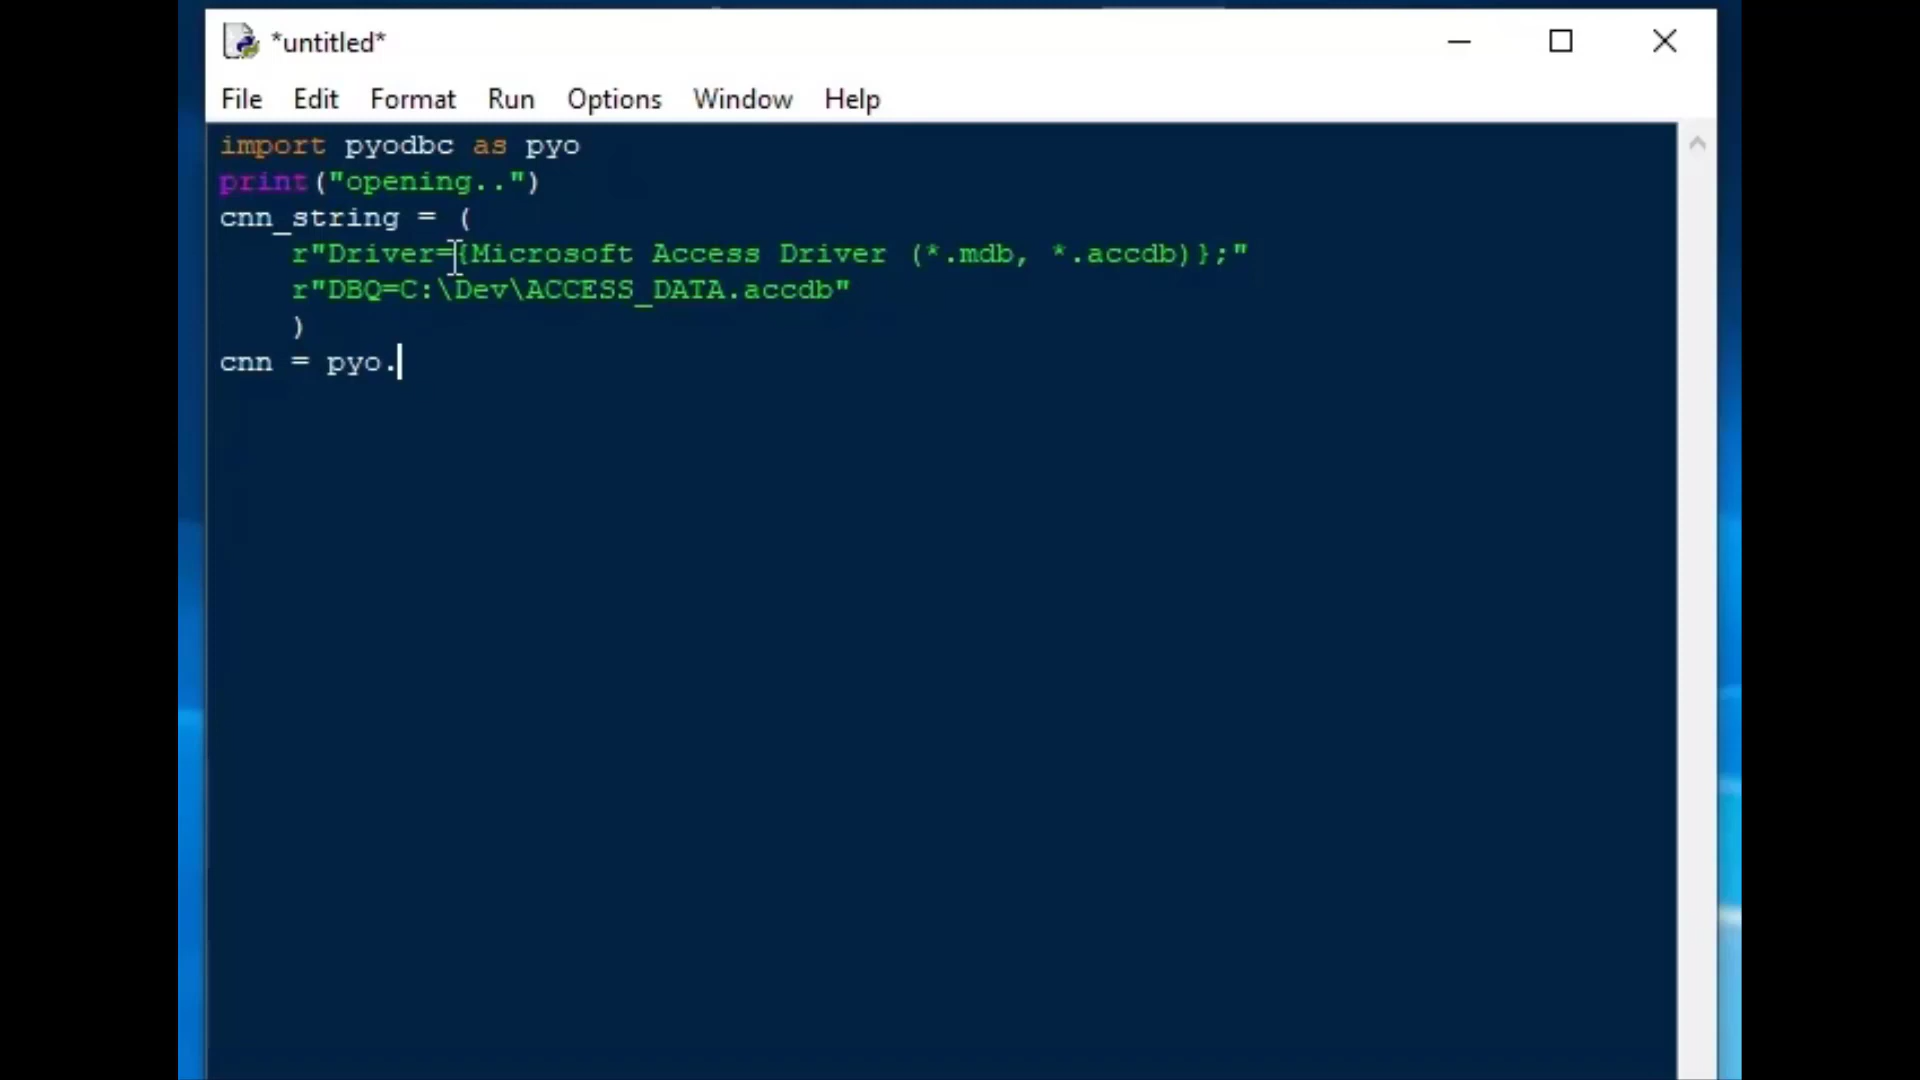 *untitled*
File Edit Format Run Options Window Help
import pyodbc as pyo
print("opening..")
cnn_string = (
    r"Driver={Microsoft Access Driver (*.mdb, *.accdb)};"
    r"DBQ=C:\Dev\ACCESS_DATA.accdb"
    )
cnn = pyo.